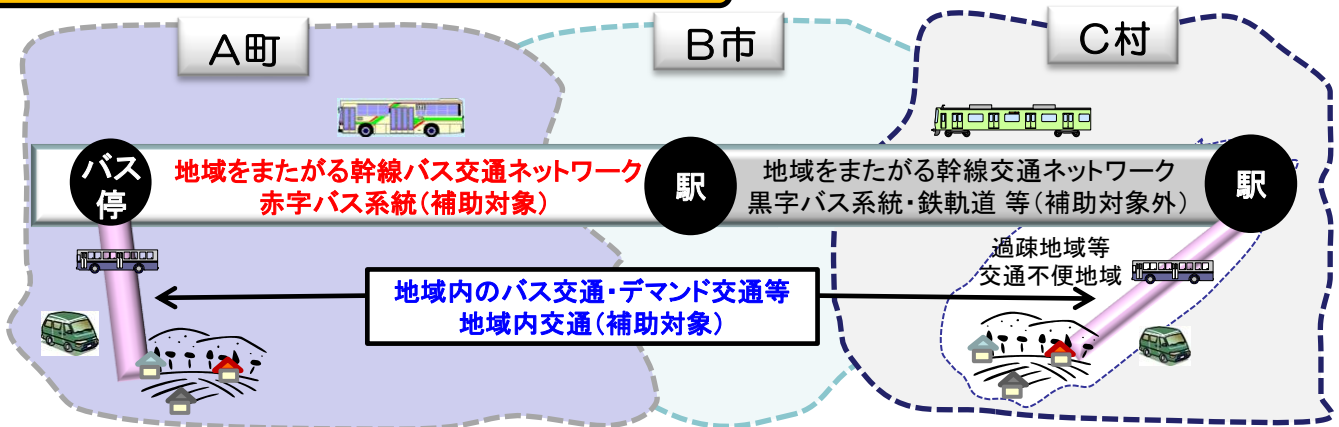 A町
B市
C村
バス
停
地域をまたがる幹線バス交通ネットワーク
赤字バス系統(補助対象)
駅
地域をまたがる幹線交通ネットワーク
黒字バス系統・鉄軌道 等(補助対象外)
駅
過疎地域等
交通不便地域
地域内のバス交通・デマンド交通等
地域内交通(補助対象)